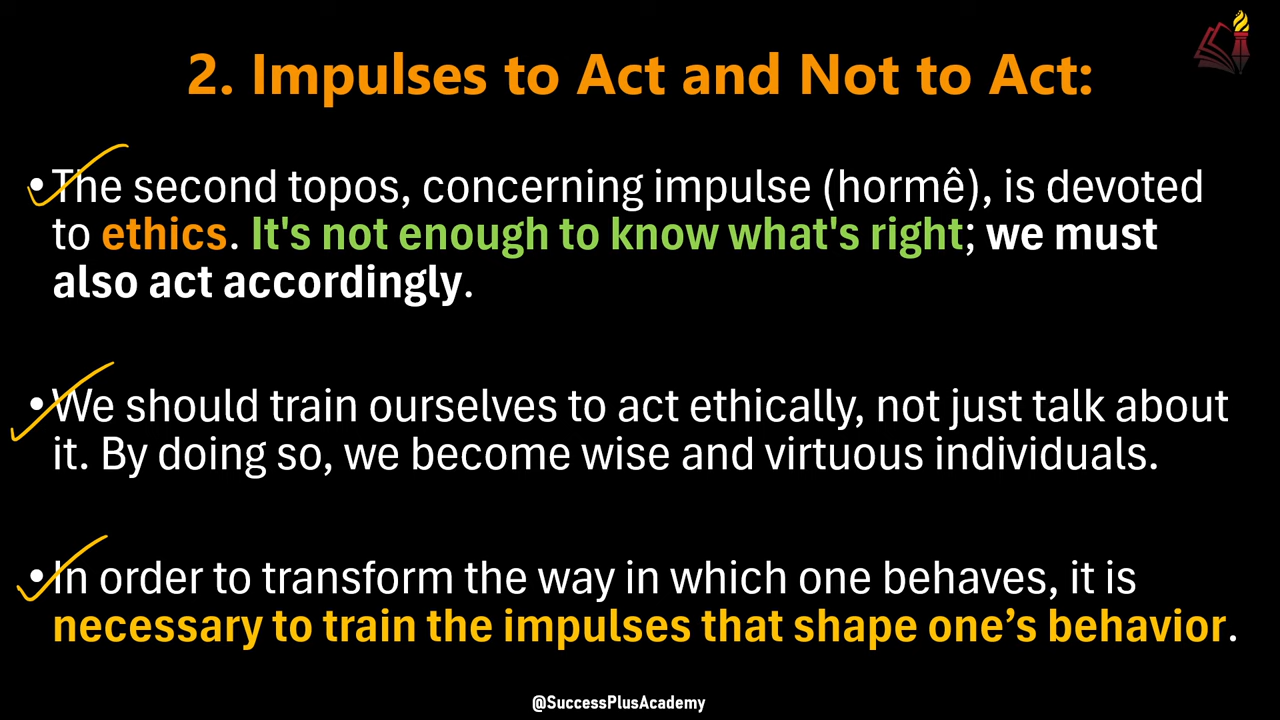 2. Impulses to Act and Not to Act:
•The second topos, concerning impulse (hormê), is devoted
to ethics. It's not enough to know what's right; we must
also act accordingly.
•We should train ourselves to act ethically, not just talk about
it. By doing so, we become wise and virtuous individuals.
•In order to transform the way in which one behaves, it is
necessary to train the impulses that shape one’s behavior.
@SuccessPlusAcademy